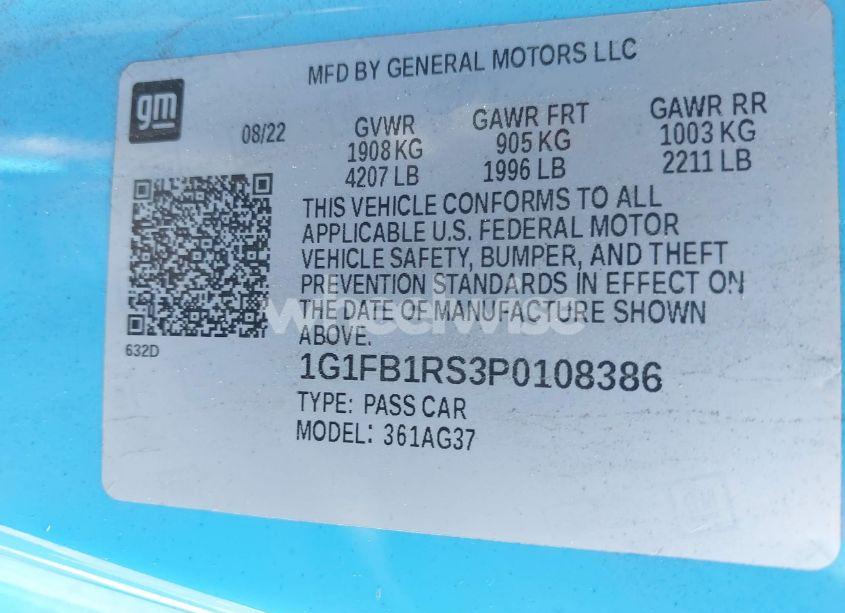 MFD BY GENERAL MOTORS LLC
gm
08/22
GVWR
1908 KG
4207 LB
GAWR FRT
905 KG
1996 LB
GAWR RR
1003 KG
2211 LB
THIS VEHICLE CONFORMS TO ALL
APPLICABLE U.S. FEDERAL MOTOR
VEHICLE SAFETY, BUMPER, AND THEFT
PREVENTION STANDARDS IN EFFECT ON
THE DATE OF MANUFACTURE SHOWN
ABOVE.
wheelwise
632D
1G1FB1RS3P0108386
TYPE: PASS CAR
MODEL: 361AG37
GM